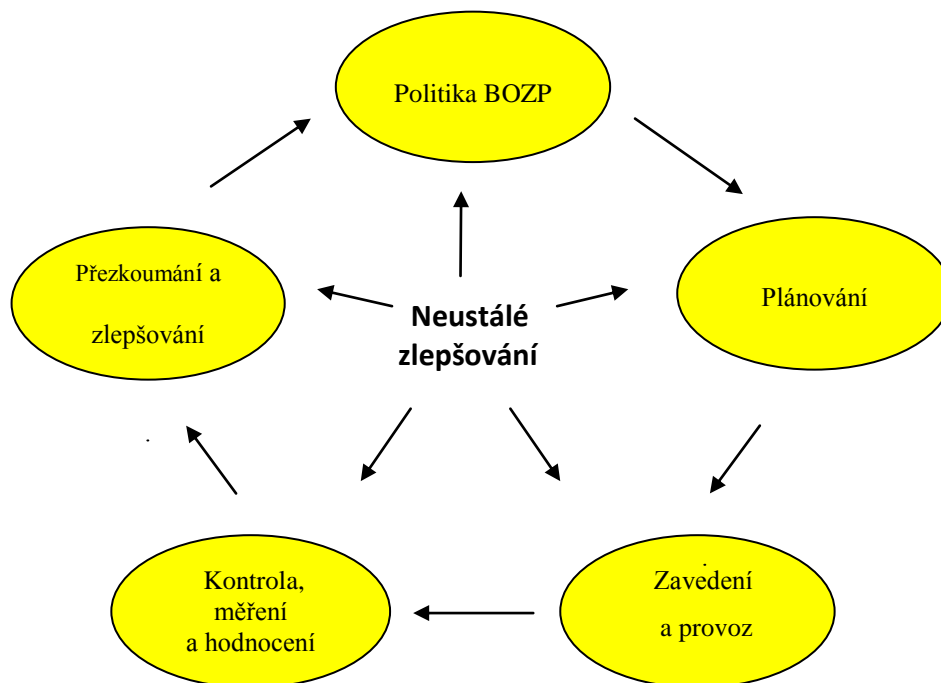 Politika BOZP
Přezkoumání a
zlepšování
Neustálé
zlepšování
Plánování
Kontrola,
měření
a hodnocení
Zavedení
a provoz